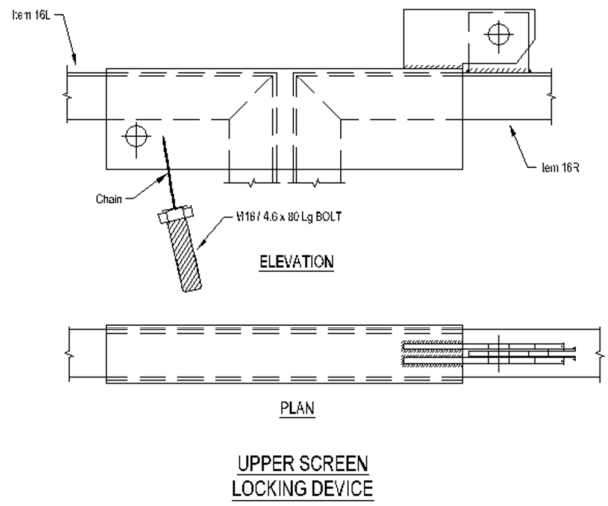 Item 16L
Item 16R
Chain
M16 / 4.6 x 80 Lg BOLT
ELEVATION
PLAN
UPPER SCREEN
LOCKING DEVICE